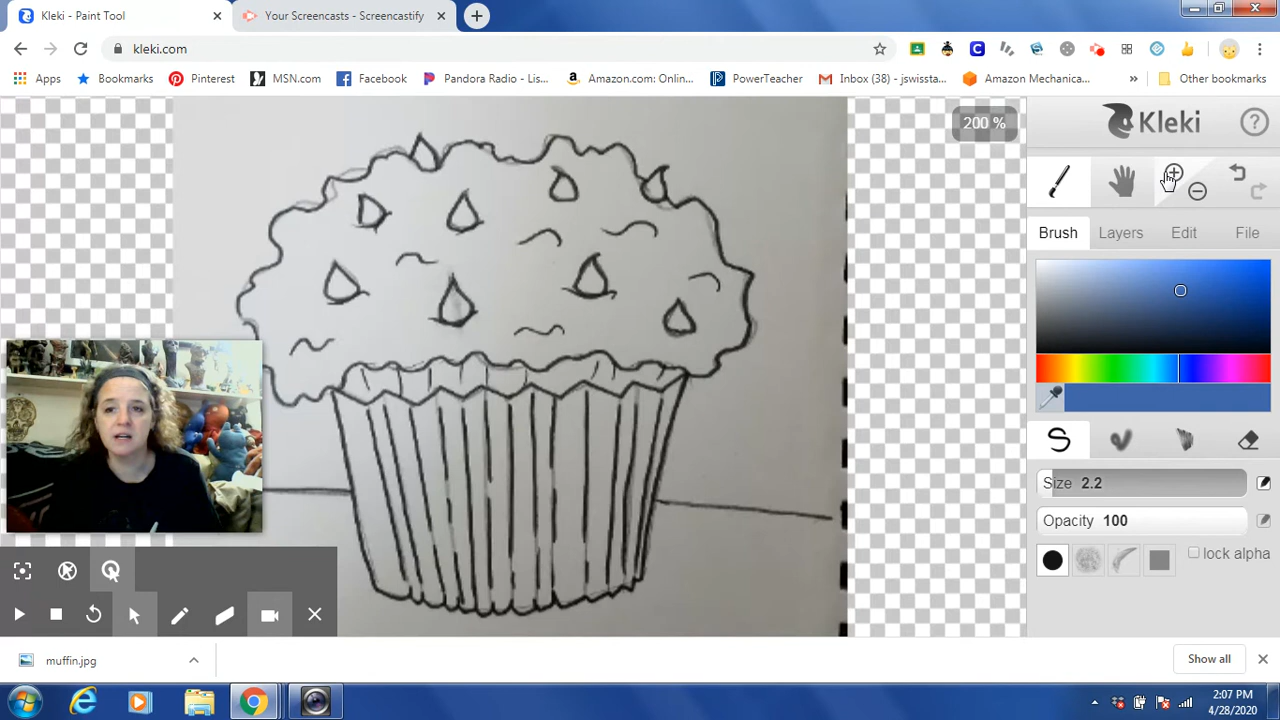 Kleki - Paint Tool
Your Screencasts - Screencastify
kleki.com
Apps Bookmarks Pinterest MSN.com Facebook Pandora Radio - Lis... Amazon.com: Onlin... PowerTeacher Inbox (38) - jswissta... Amazon Mechanica... » Other bookmarks
200 %
Kleki
Brush Layers Edit File
Size 2.2
Opacity 100
lock alpha
muffin.jpg
Show all
2:07 PM
4/28/2020